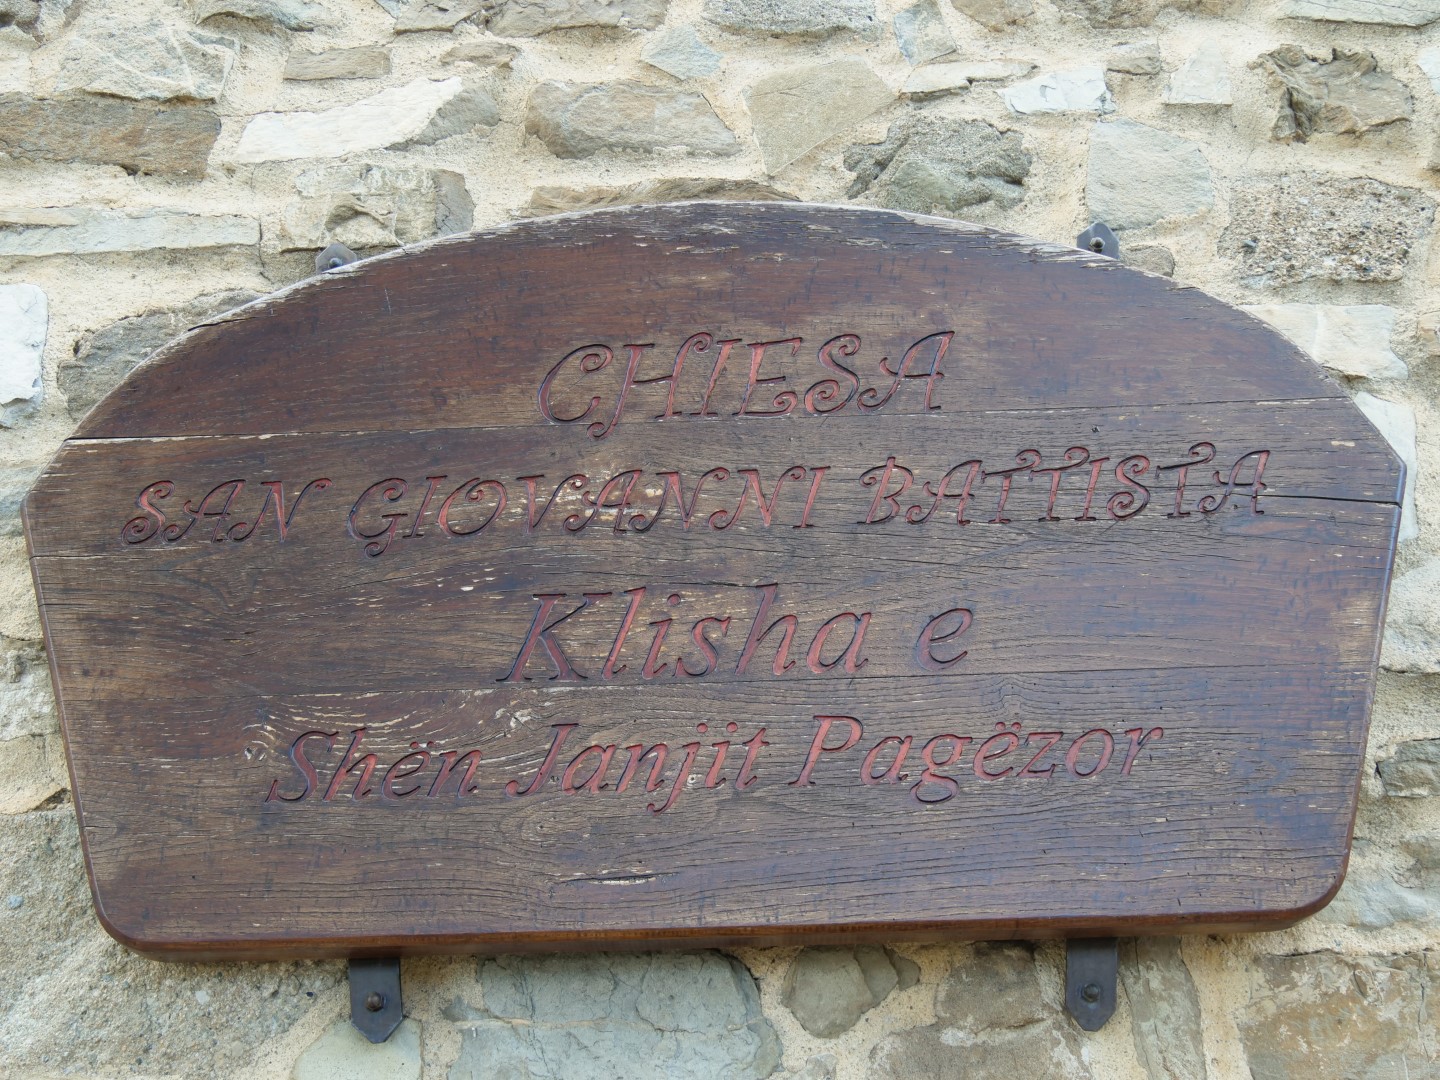 CHIESA
SAN GIOVANNI BATTISTA
Klisha e
Shën Janjit Pagëzor